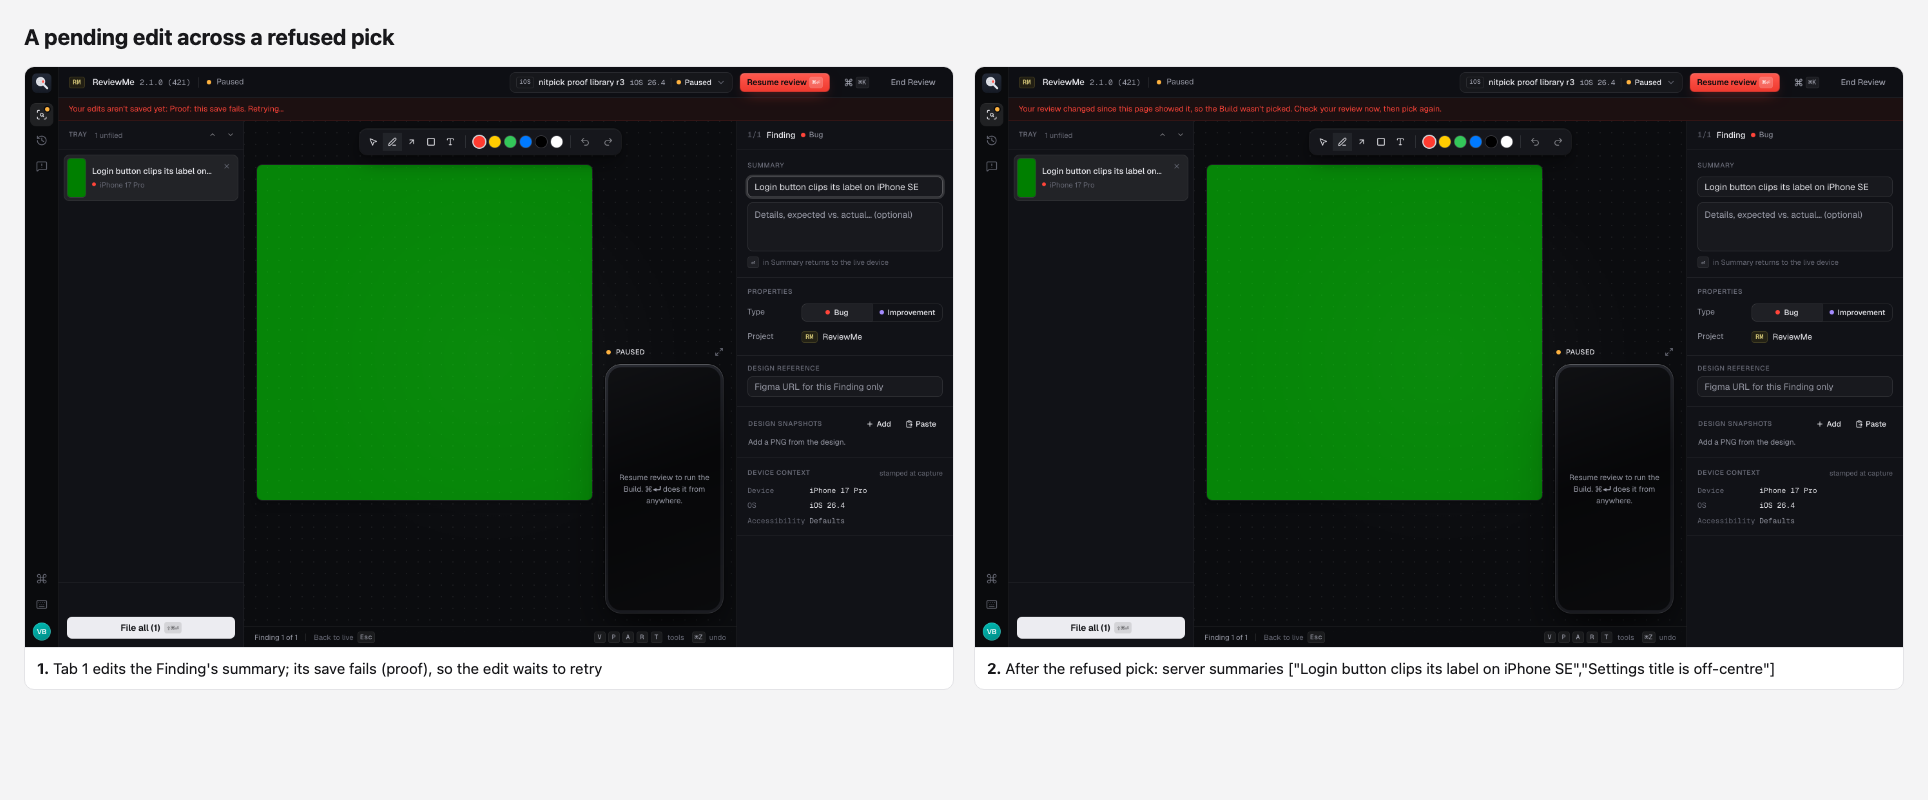 A pending edit across a refused pick
RM ReviewMe 2.1.0 (421) Paused
iOS nitpick proof library r3 iOS 26.4 Paused
Resume review
⌘K
End Review
Your edits aren't saved yet: Proof: this save fails. Retrying…
TRAY 1 unfiled
Login button clips its label on…
iPhone 17 Pro
File all (1)
VB
T
PAUSED
Resume review to run the
Build. ⌘↵ does it from
anywhere.
Finding 1 of 1 Back to live Esc
V P A R T tools ⌘Z undo
1/1 Finding Bug
SUMMARY
Login button clips its label on iPhone SE
Details, expected vs. actual… (optional)
in Summary returns to the live device
PROPERTIES
Type Bug Improvement
Project RM ReviewMe
DESIGN REFERENCE
Figma URL for this Finding only
DESIGN SNAPSHOTS + Add Paste
Add a PNG from the design.
DEVICE CONTEXT stamped at capture
Device iPhone 17 Pro
OS iOS 26.4
Accessibility Defaults
1. Tab 1 edits the Finding's summary; its save fails (proof), so the edit waits to retry
RM ReviewMe 2.1.0 (421) Paused
iOS nitpick proof library r3 iOS 26.4 Paused
Resume review
⌘K
End Review
Your review changed since this page showed it, so the Build wasn't picked. Check your review now, then pick again.
TRAY 1 unfiled
Login button clips its label on…
iPhone 17 Pro
File all (1)
VB
T
PAUSED
Resume review to run the
Build. ⌘↵ does it from
anywhere.
Finding 1 of 1 Back to live Esc
V P A R T tools ⌘Z undo
1/1 Finding Bug
SUMMARY
Login button clips its label on iPhone SE
Details, expected vs. actual… (optional)
in Summary returns to the live device
PROPERTIES
Type Bug Improvement
Project RM ReviewMe
DESIGN REFERENCE
Figma URL for this Finding only
DESIGN SNAPSHOTS + Add Paste
Add a PNG from the design.
DEVICE CONTEXT stamped at capture
Device iPhone 17 Pro
OS iOS 26.4
Accessibility Defaults
2. After the refused pick: server summaries ["Login button clips its label on iPhone SE","Settings title is off-centre"]